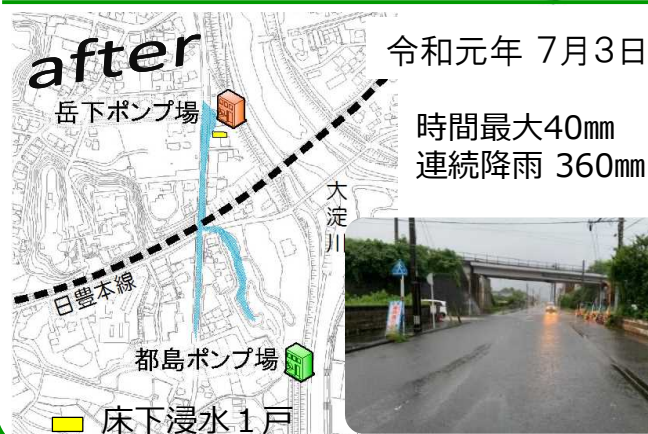 after
令和元年 7月3日
岳下ポンプ場
時間最大40㎜
連続降雨 360㎜
大淀川
日豊本線
都島ポンプ場
床下浸水1戸